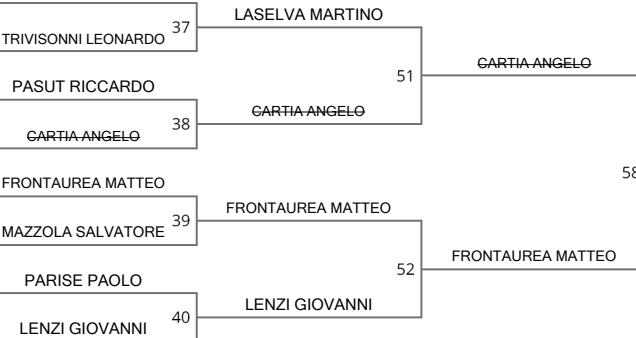 LASELVA MARTINO
37
TRIVISONNI LEONARDO
CARTIA ANGELO
51
PASUT RICCARDO
CARTIA ANGELO
38
CARTIA ANGELO
58
FRONTAUREA MATTEO
FRONTAUREA MATTEO
39
MAZZOLA SALVATORE
FRONTAUREA MATTEO
52
PARISE PAOLO
LENZI GIOVANNI
40
LENZI GIOVANNI